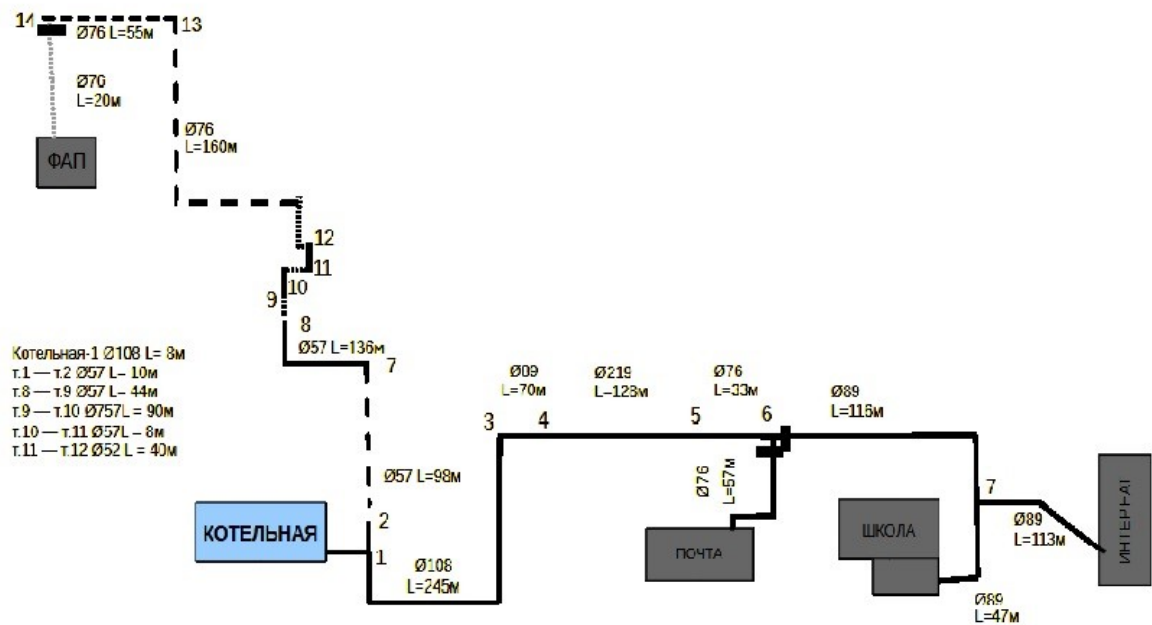 14
13
Ø76 L=55м
Ø76
L=20м
Ø76
L=160м
ФАП
12
11
10
9
8
Ø57 L=136м
7
Котельная-1 Ø108 L= 8м
т.1 — т.2 Ø57 L= 10м
т.8 — т.9 Ø57 L= 44м
т.9 — т.10 Ø757L = 90м
т.10 — т.11 Ø57L = 8м
т.11 — т.12 Ø52 L = 40м
Ø89
L=70м
Ø219
L=128м
Ø76
L=33м
Ø89
L=116м
3
4
5
6
Ø57 L=98м
Ø76
L=57м
7
2
1
КОТЕЛЬНАЯ
Ø108
L=245м
ПОЧТА
ШКОЛА
Ø89
L=113м
ИНТЕРНАТ
Ø89
L=47м